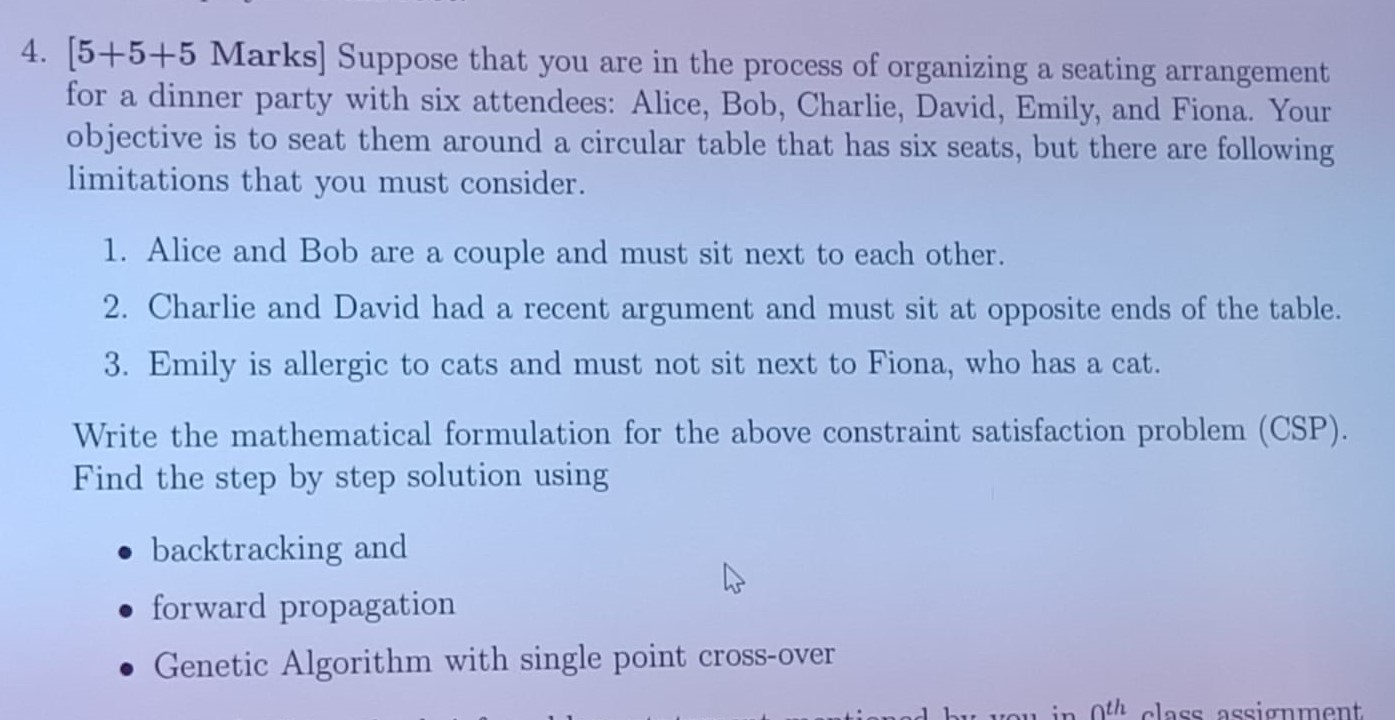 4. [5+5+5 Marks] Suppose that you are in the process of organizing a seating arrangement
for a dinner party with six attendees: Alice, Bob, Charlie, David, Emily, and Fiona. Your
objective is to seat them around a circular table that has six seats, but there are following
limitations that you must consider.
1. Alice and Bob are a couple and must sit next to each other.
2. Charlie and David had a recent argument and must sit at opposite ends of the table.
3. Emily is allergic to cats and must not sit next to Fiona, who has a cat.
Write the mathematical formulation for the above constraint satisfaction problem (CSP).
Find the step by step solution using
• backtracking and
• forward propagation
• Genetic Algorithm with single point cross-over
by you in 0th class assignment